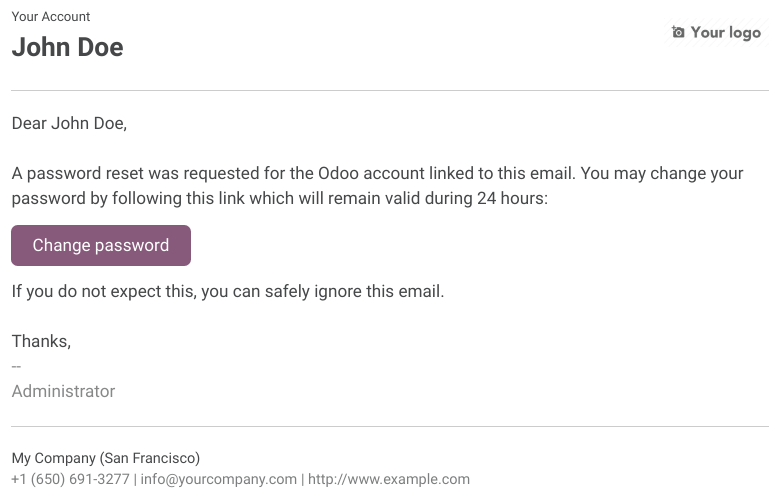 Your Account
John Doe
Your logo
Dear John Doe,
A password reset was requested for the Odoo account linked to this email. You may change your
password by following this link which will remain valid during 24 hours:
Change password
If you do not expect this, you can safely ignore this email.
Thanks,
--
Administrator
My Company (San Francisco)
+1 (650) 691-3277 | info@yourcompany.com | http://www.example.com